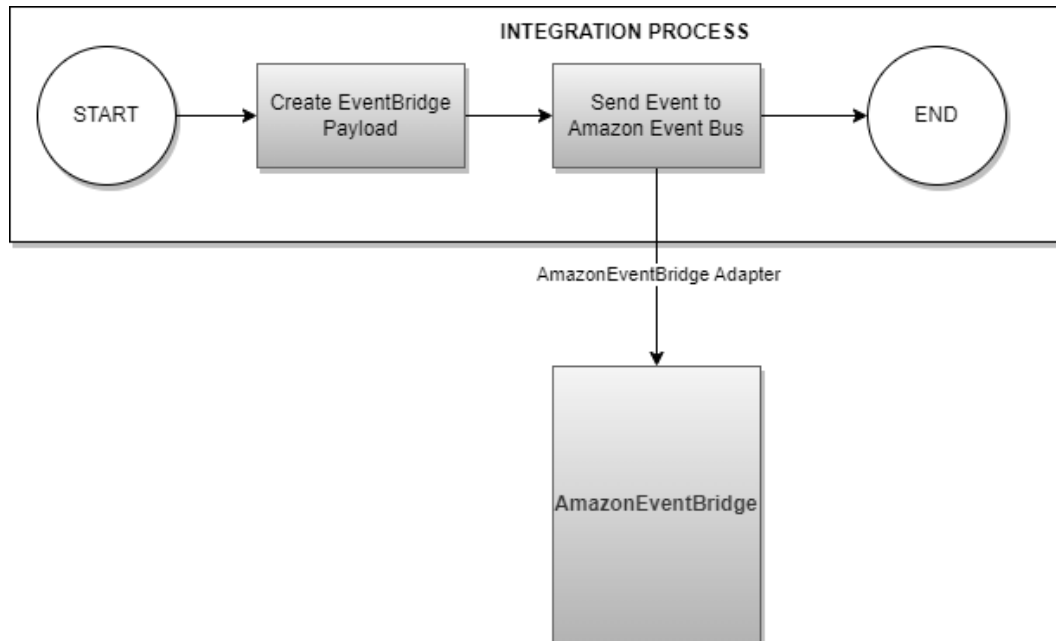 INTEGRATION PROCESS
START
Create EventBridge
Payload
Send Event to
Amazon Event Bus
END
AmazonEventBridge Adapter
AmazonEventBridge